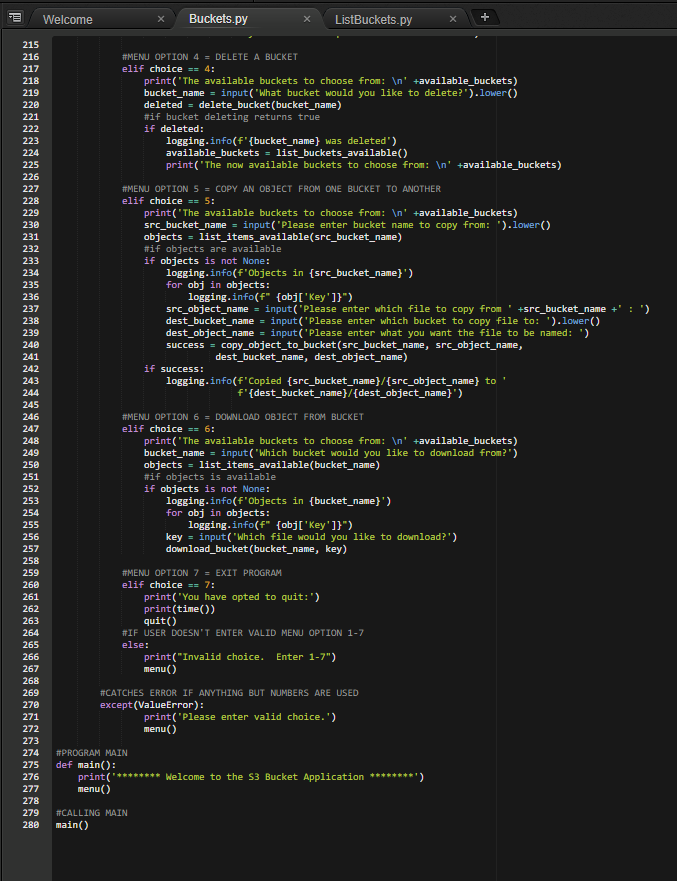 Welcome × Buckets.py × ListBuckets.py × +
215
216 #MENU OPTION 4 = DELETE A BUCKET
217 elif choice == 4:
218 print('The available buckets to choose from: \n' +available_buckets)
219 bucket_name = input('What bucket would you like to delete?').lower()
220 deleted = delete_bucket(bucket_name)
221 #if bucket deleting returns true
222 if deleted:
223 logging.info(f'{bucket_name} was deleted')
224 available_buckets = list_buckets_available()
225 print('The now available buckets to choose from: \n' +available_buckets)
226
227 #MENU OPTION 5 = COPY AN OBJECT FROM ONE BUCKET TO ANOTHER
228 elif choice == 5:
229 print('The available buckets to choose from: \n' +available_buckets)
230 src_bucket_name = input('Please enter bucket name to copy from: ').lower()
231 objects = list_items_available(src_bucket_name)
232 #if objects are available
233 if objects is not None:
234 logging.info(f'Objects in {src_bucket_name}')
235 for obj in objects:
236 logging.info(f" {obj['Key']}")
237 src_object_name = input('Please enter which file to copy from ' +src_bucket_name +' : ')
238 dest_bucket_name = input('Please enter which bucket to copy file to: ').lower()
239 dest_object_name = input('Please enter what you want the file to be named: ')
240 success = copy_object_to_bucket(src_bucket_name, src_object_name,
241 dest_bucket_name, dest_object_name)
242 if success:
243 logging.info(f'Copied {src_bucket_name}/{src_object_name} to '
244 f'{dest_bucket_name}/{dest_object_name}')
245
246 #MENU OPTION 6 = DOWNLOAD OBJECT FROM BUCKET
247 elif choice == 6:
248 print('The available buckets to choose from: \n' +available_buckets)
249 bucket_name = input('Which bucket would you like to download from?')
250 objects = list_items_available(bucket_name)
251 #if objects is available
252 if objects is not None:
253 logging.info(f'Objects in {bucket_name}')
254 for obj in objects:
255 logging.info(f" {obj['Key']}")
256 key = input('Which file would you like to download?')
257 download_bucket(bucket_name, key)
258
259 #MENU OPTION 7 = EXIT PROGRAM
260 elif choice == 7:
261 print('You have opted to quit:')
262 print(time())
263 quit()
264 #IF USER DOESN'T ENTER VALID MENU OPTION 1-7
265 else:
266 print("Invalid choice.  Enter 1-7")
267 menu()
268
269 #CATCHES ERROR IF ANYTHING BUT NUMBERS ARE USED
270 except(ValueError):
271 print('Please enter valid choice.')
272 menu()
273
274 #PROGRAM MAIN
275 def main():
276 print('******** Welcome to the S3 Bucket Application ********')
277 menu()
278
279 #CALLING MAIN
280 main()